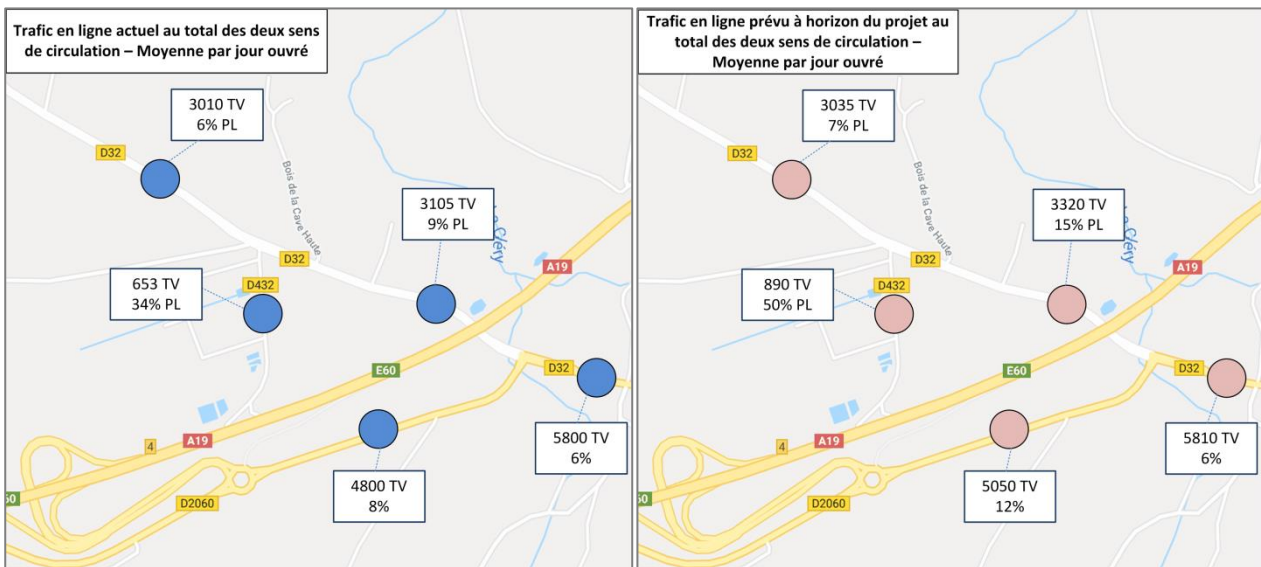 Trafic en ligne actuel au total des deux sens
de circulation – Moyenne par jour ouvré
3010 TV
6% PL
D32
Bois de la Cave Haute
3105 TV
9% PL
Cléry
D32
A19
653 TV
34% PL
D432
E60
D32
A19
4
5800 TV
6%
4800 TV
8%
60
D2060
Trafic en ligne prévu à horizon du projet au
total des deux sens de circulation –
Moyenne par jour ouvré
3035 TV
7% PL
D32
Bois de la Cave Haute
3320 TV
15% PL
Cléry
D32
A19
890 TV
50% PL
D432
E60
D32
A19
4
5810 TV
6%
5050 TV
12%
60
D2060